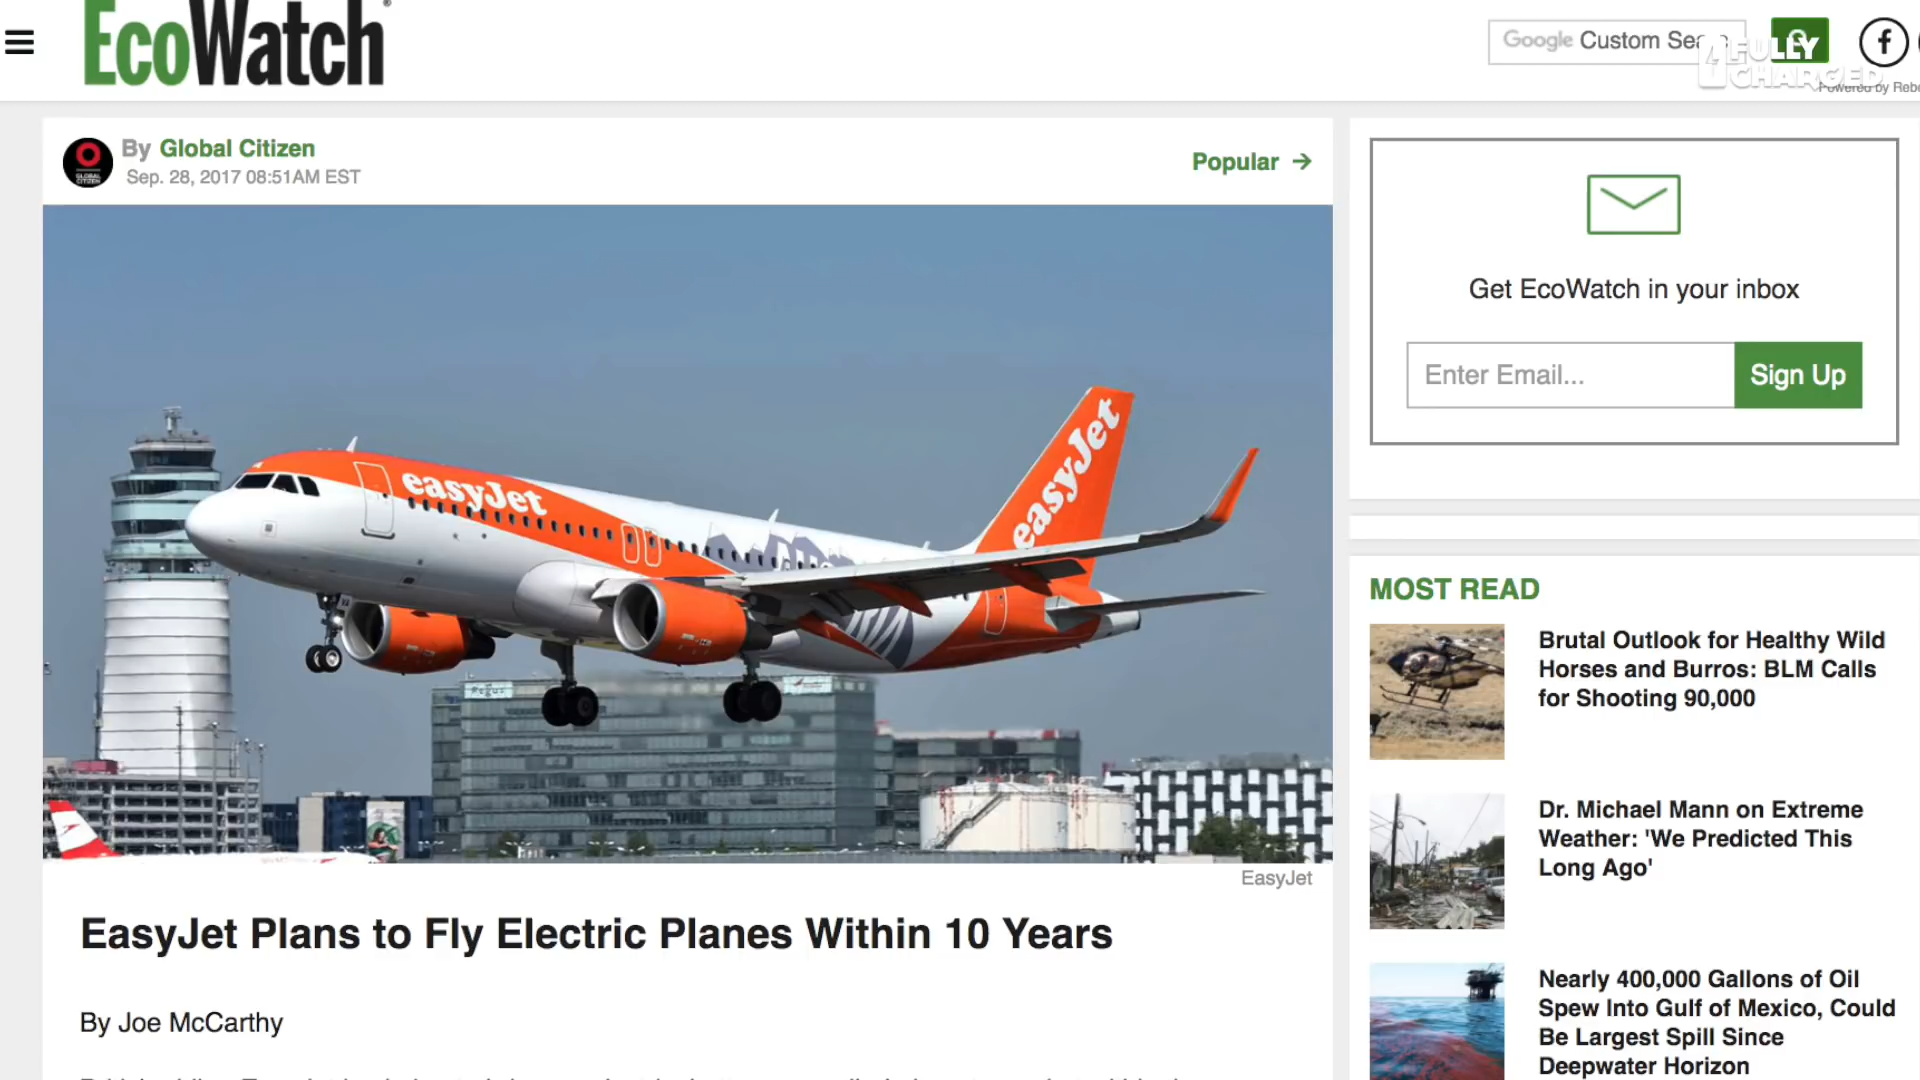 EcoWatch
Google Custom Sea
FULLY
CHARGED
Powered by
By Global Citizen
Sep. 28, 2017 08:51AM EST
Popular →
Get EcoWatch in your inbox
Enter Email...
Sign Up
easyJet
easyJet
EasyJet
EasyJet Plans to Fly Electric Planes Within 10 Years
By Joe McCarthy
MOST READ
Brutal Outlook for Healthy Wild
Horses and Burros: BLM Calls
for Shooting 90,000
Dr. Michael Mann on Extreme
Weather: 'We Predicted This
Long Ago'
Nearly 400,000 Gallons of Oil
Spew Into Gulf of Mexico, Could
Be Largest Spill Since
Deepwater Horizon